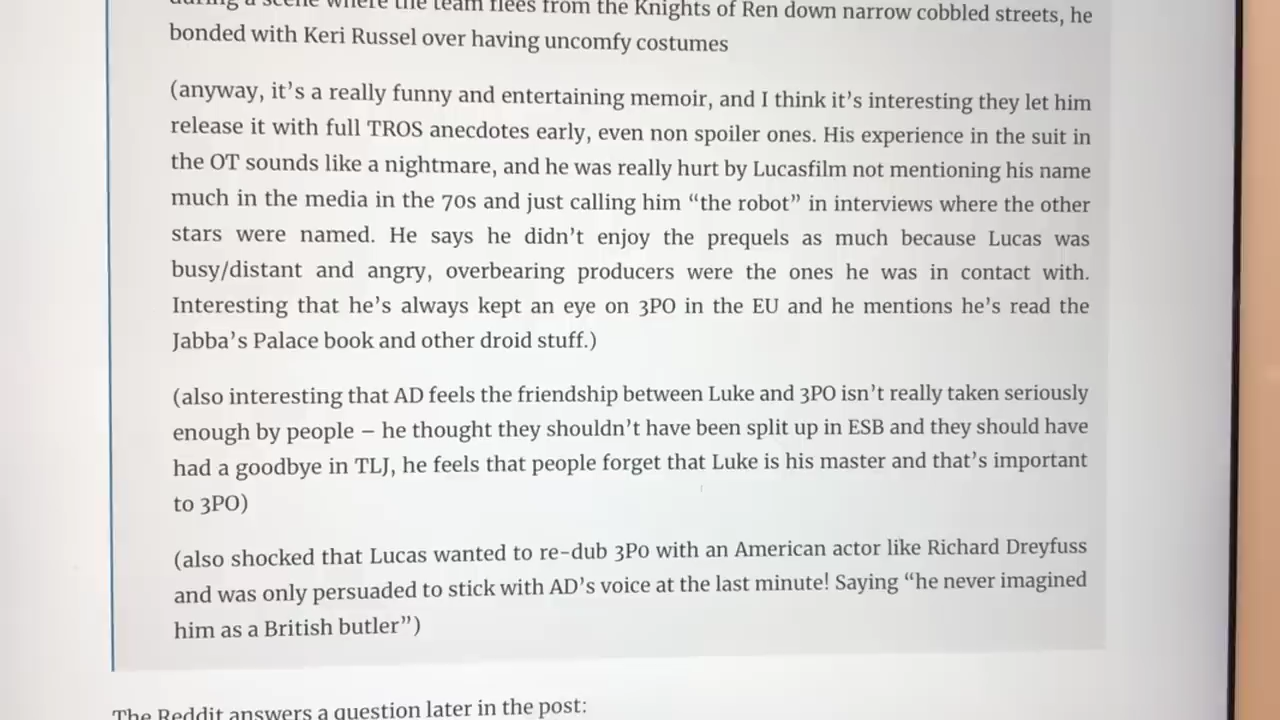 during a scene where the team flees from the Knights of Ren down narrow cobbled streets, he
bonded with Keri Russel over having uncomfy costumes
(anyway, it’s a really funny and entertaining memoir, and I think it’s interesting they let him
release it with full TROS anecdotes early, even non spoiler ones. His experience in the suit in
the OT sounds like a nightmare, and he was really hurt by Lucasfilm not mentioning his name
much in the media in the 70s and just calling him “the robot” in interviews where the other
stars were named. He says he didn’t enjoy the prequels as much because Lucas was
busy/distant and angry, overbearing producers were the ones he was in contact with.
Interesting that he’s always kept an eye on 3PO in the EU and he mentions he’s read the
Jabba’s Palace book and other droid stuff.)
(also interesting that AD feels the friendship between Luke and 3PO isn’t really taken seriously
enough by people – he thought they shouldn’t have been split up in ESB and they should have
had a goodbye in TLJ, he feels that people forget that Luke is his master and that’s important
to 3PO)
(also shocked that Lucas wanted to re-dub 3P0 with an American actor like Richard Dreyfuss
and was only persuaded to stick with AD’s voice at the last minute! Saying “he never imagined
him as a British butler”)
The Reddit answers a question later in the post: